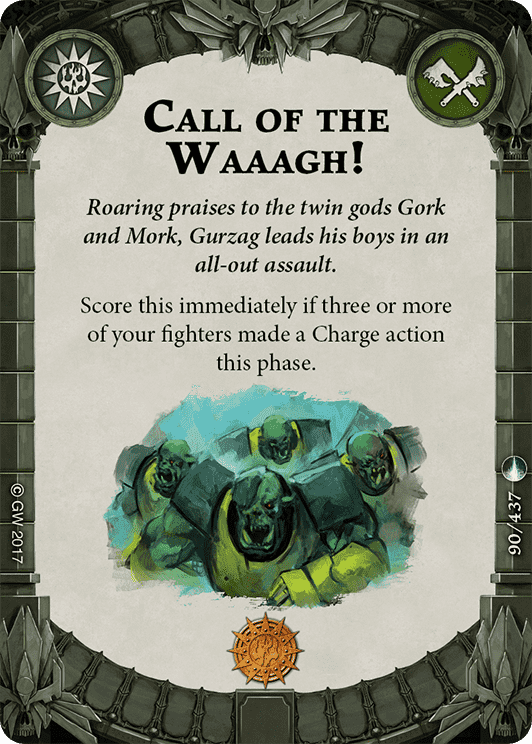 Call of the
Waaagh!
Roaring praises to the twin gods Gork
and Mork, Gurzag leads his boys in an
all-out assault.
Score this immediately if three or more
of your fighters made a Charge action
this phase.
© GW 2017
90/437